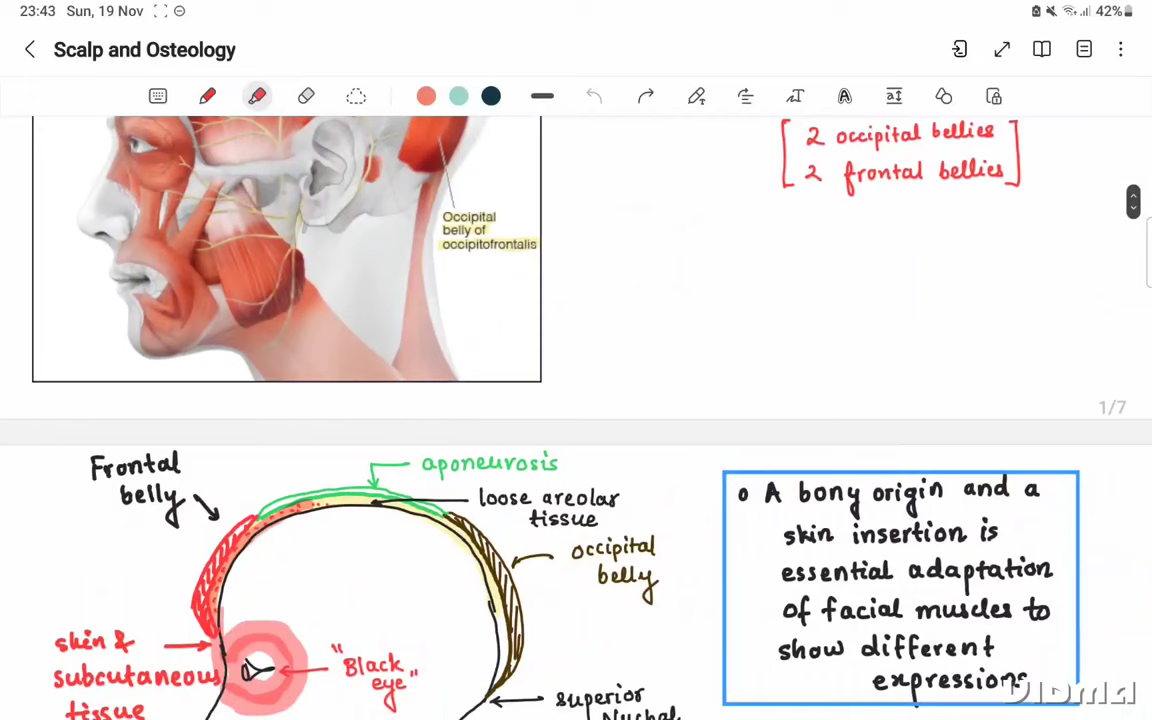 23:43 Sun, 19 Nov
42%
Scalp and Osteology
2 occipital bellies
2 frontal bellies
Occipital
belly of
occipitofrontalis
1/7
Frontal
belly
aponeurosis
loose areolar
tissue
occipital
belly
skin &
subcutaneous
tissue
"Black
eye"
superior
Nuchal
o A bony origin and a
skin insertion is
essential adaptation
of facial muscles to
show different
expressions